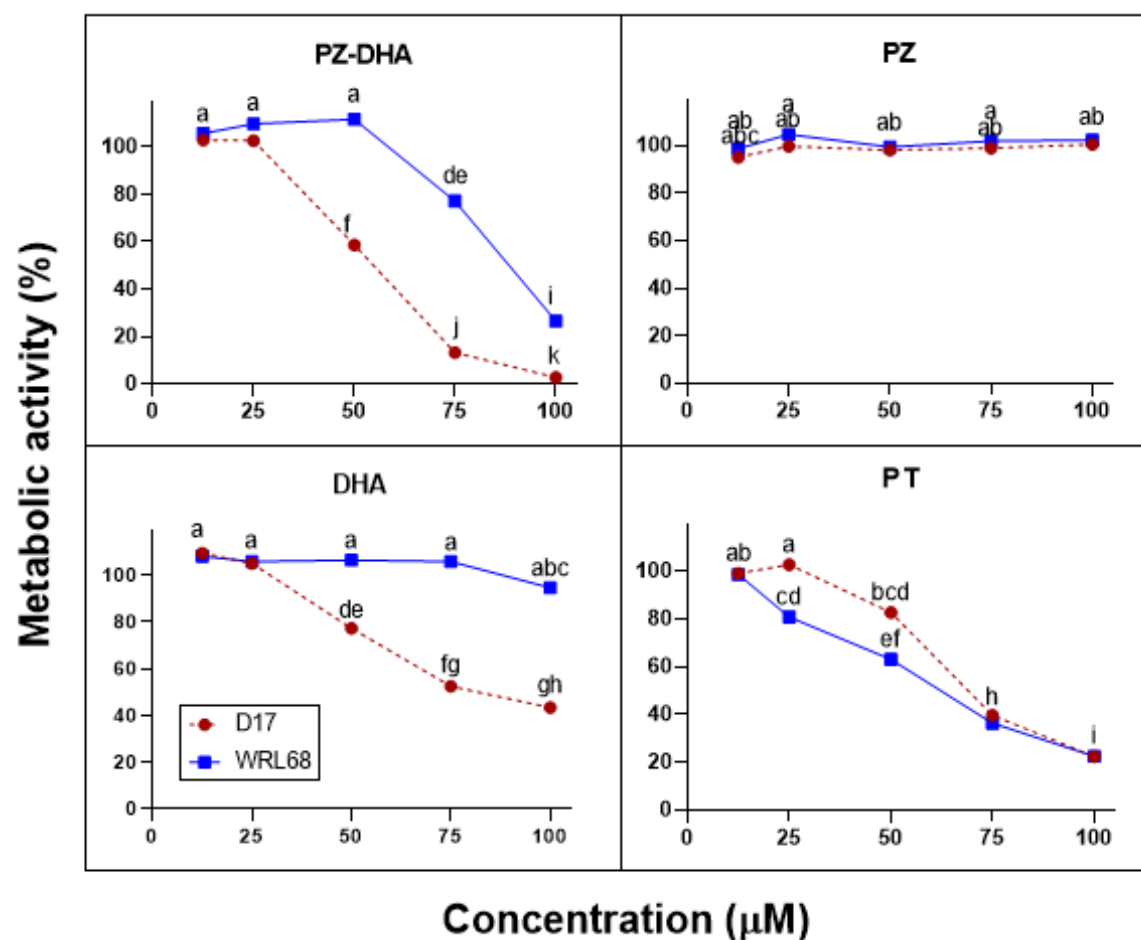 PZ-DHA
a
a
a
de
f
i
j
k
100
80
60
40
20
0
0
25
50
75
100
PZ
ab
abc
a
ab
ab
a
ab
ab
100
80
60
40
20
0
0
25
50
75
100
DHA
a
a
a
a
abc
de
fg
gh
100
80
60
40
20
0
0
25
50
75
100
D17
WRL68
PT
ab
a
cd
bcd
ef
h
i
100
80
60
40
20
0
0
25
50
75
100
Metabolic activity (%)
Concentration (μM)